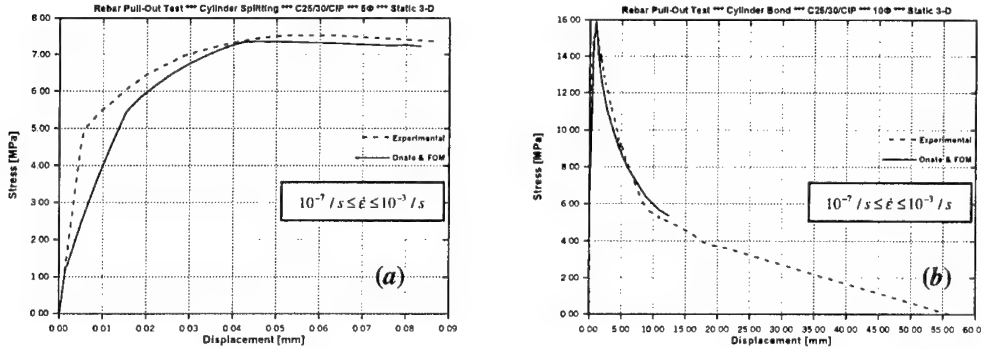 Rebar Pull-Out Test *** Cylinder Splitting *** C25/30/CIP *** 5Φ *** Static 3-D
8.00
7.00
6.00
5.00
4.00
3.00
2.00
1.00
0.00
Stress [MPa]
Experimental
Onate & FOM
10⁻⁷ / s ≤ ε̇ ≤ 10⁻³ / s
(a)
0.00 0.01 0.02 0.03 0.04 0.05 0.06 0.07 0.08 0.09
Displacement [mm]
Rebar Pull-Out Test *** Cylinder Bond *** C25/30/CIP *** 10Φ *** Static 3-D
16.00
14.00
12.00
10.00
8.00
6.00
4.00
2.00
0.00
Stress [MPa]
Experimental
Onate & FOM
10⁻⁷ / s ≤ ε̇ ≤ 10⁻³ / s
(b)
0.00 5.00 10.00 15.00 20.00 25.00 30.00 35.00 40.00 45.00 50.00 55.00 60.00
Displacement [mm]